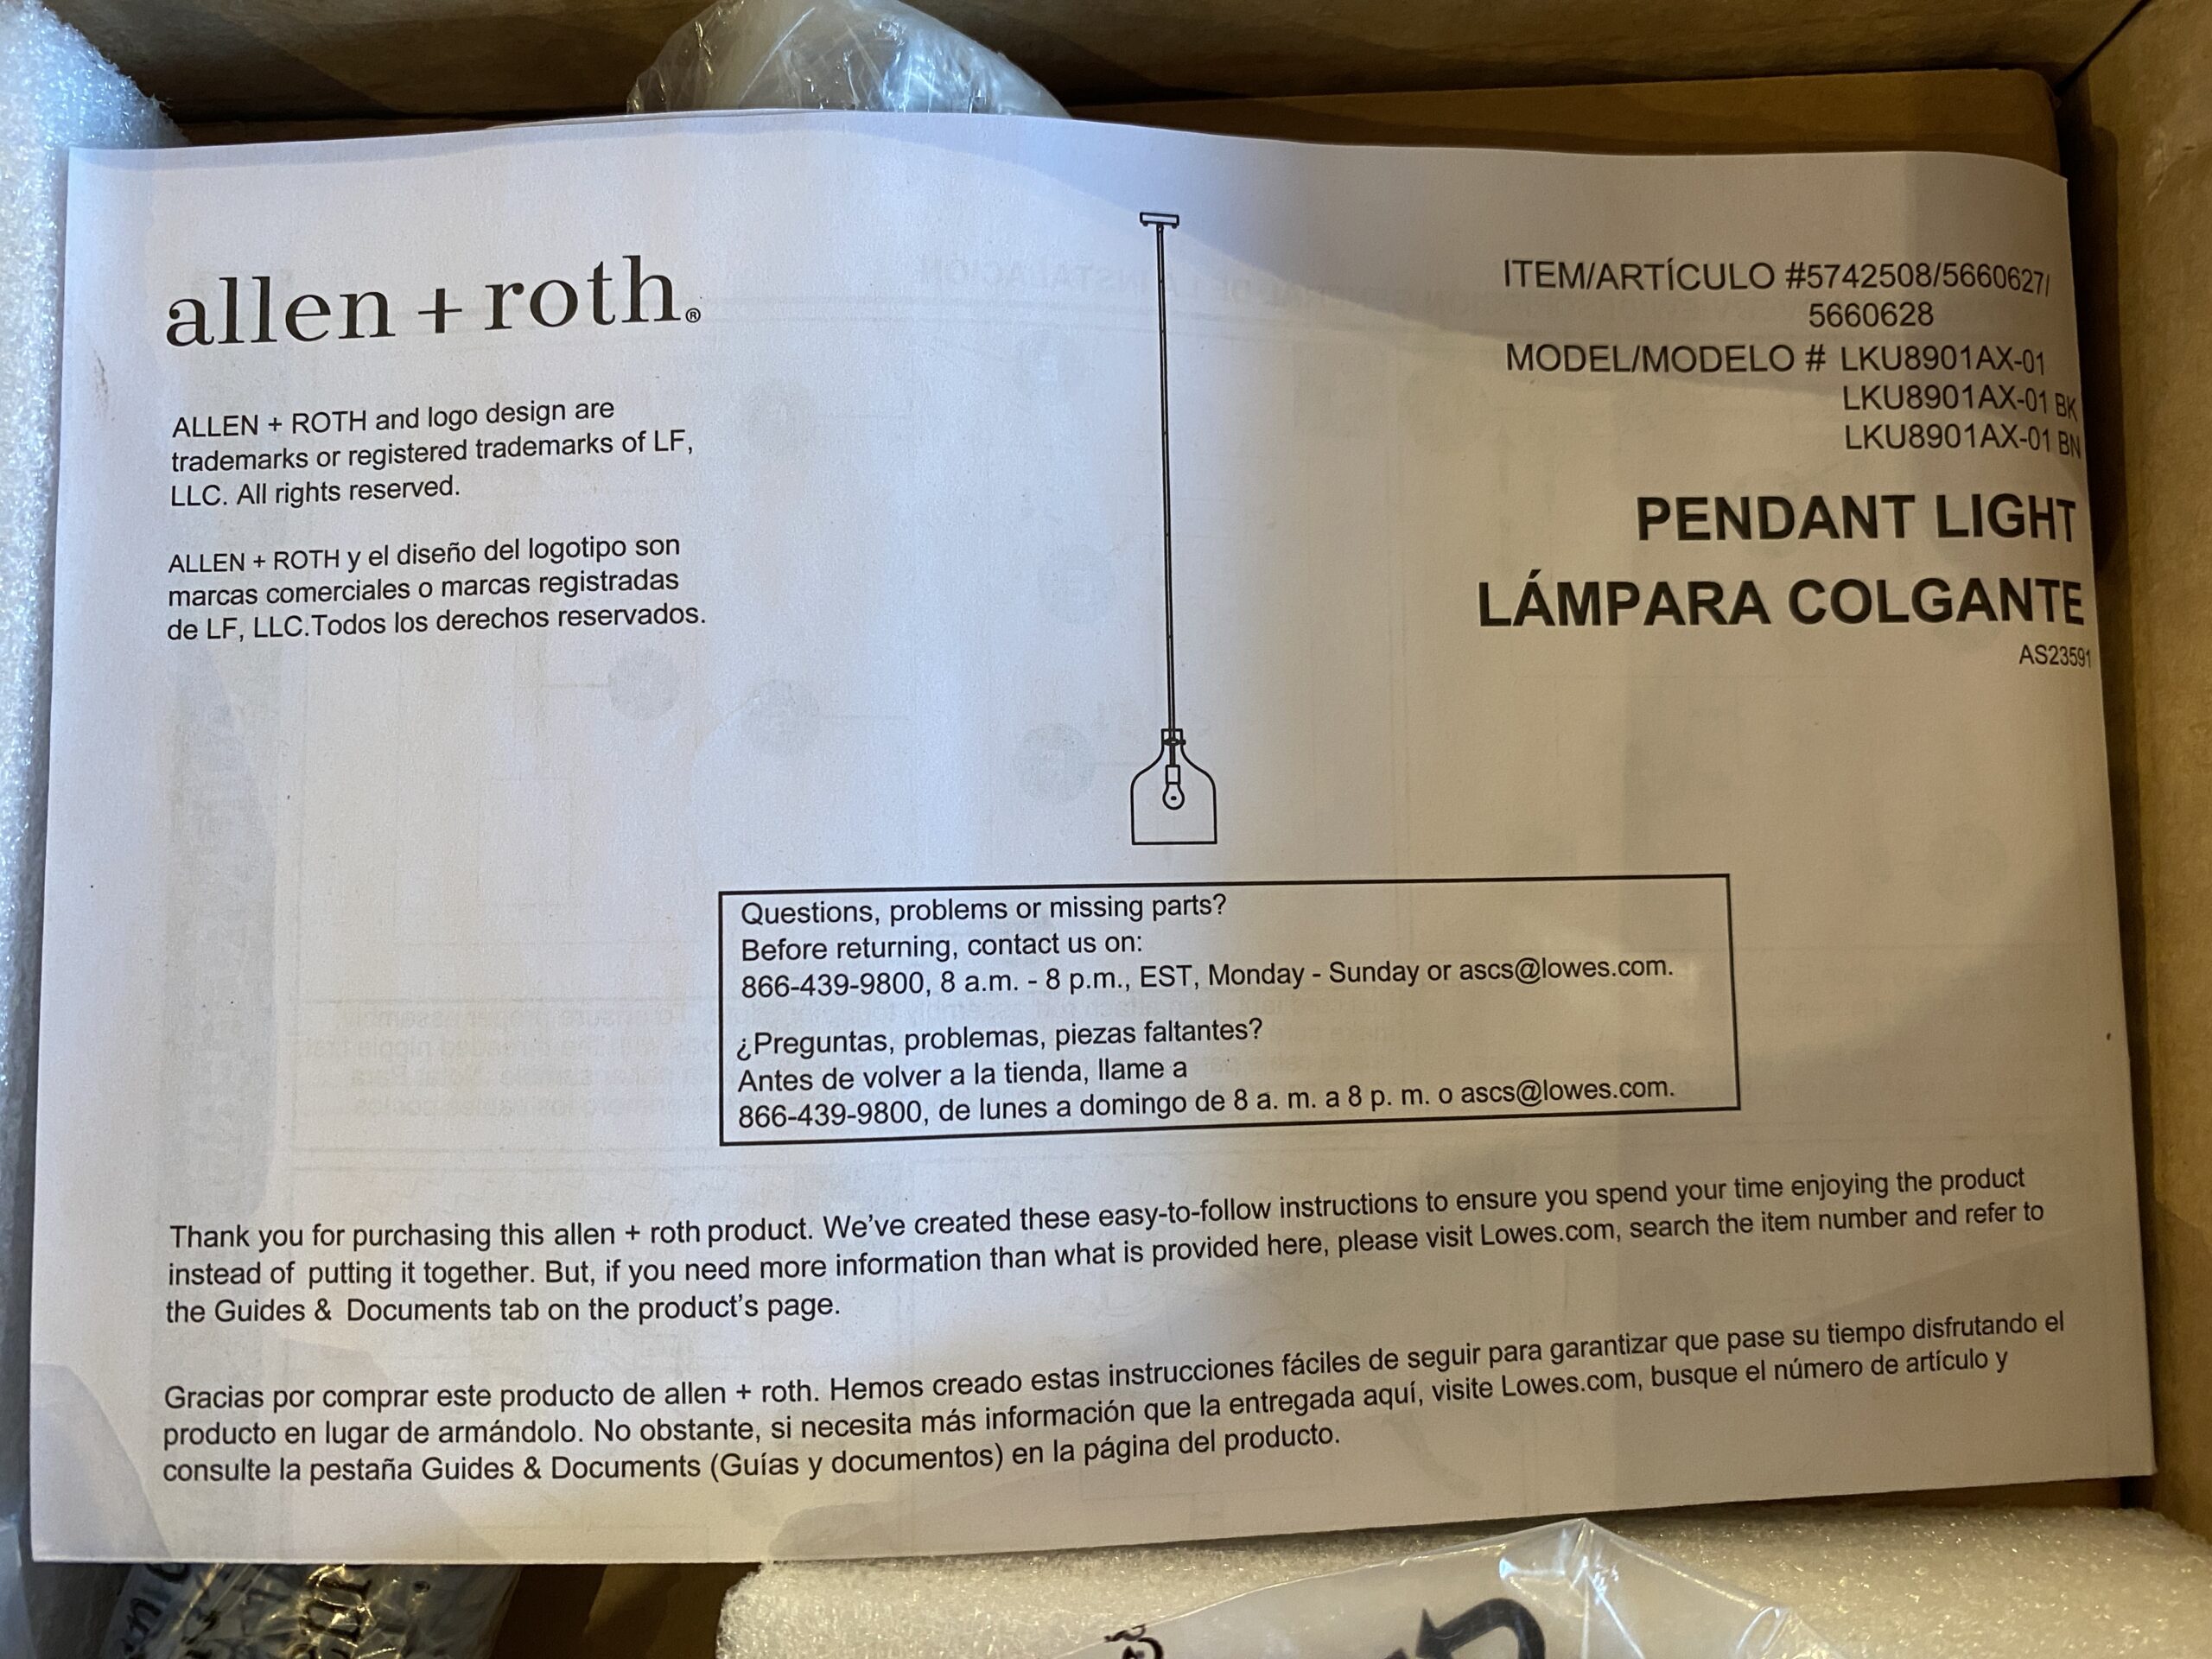 allen + roth®
ALLEN + ROTH and logo design are
trademarks or registered trademarks of LF,
LLC. All rights reserved.
ALLEN + ROTH y el diseño del logotipo son
marcas comerciales o marcas registradas
de LF, LLC.Todos los derechos reservados.
ITEM/ARTÍCULO #5742508/5660627/
5660628
MODEL/MODELO # LKU8901AX-01
LKU8901AX-01 BK
LKU8901AX-01 BN
PENDANT LIGHT
LÁMPARA COLGANTE
AS23591
Questions, problems or missing parts?
Before returning, contact us on:
866-439-9800, 8 a.m. - 8 p.m., EST, Monday - Sunday or ascs@lowes.com.
¿Preguntas, problemas, piezas faltantes?
Antes de volver a la tienda, llame a
866-439-9800, de lunes a domingo de 8 a. m. a 8 p. m. o ascs@lowes.com.
Thank you for purchasing this allen + roth product. We've created these easy-to-follow instructions to ensure you spend your time enjoying the product
instead of putting it together. But, if you need more information than what is provided here, please visit Lowes.com, search the item number and refer to
the Guides & Documents tab on the product's page.
Gracias por comprar este producto de allen + roth. Hemos creado estas instrucciones fáciles de seguir para garantizar que pase su tiempo disfrutando el
producto en lugar de armándolo. No obstante, si necesita más información que la entregada aquí, visite Lowes.com, busque el número de artículo y
consulte la pestaña Guides & Documents (Guías y documentos) en la página del producto.